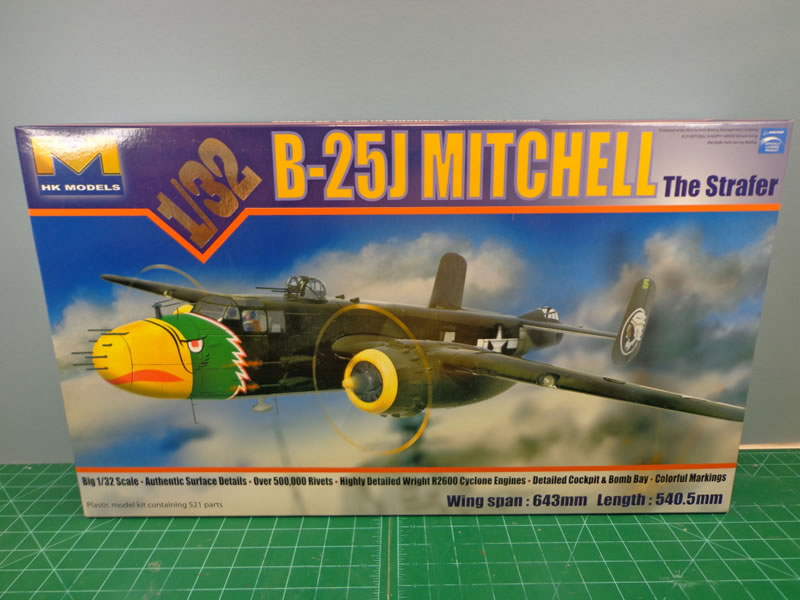 HK MODELS
1/32
B-25J MITCHELL The Strafer
Big 1/32 Scale - Authentic Surface Details - Over 500,000 Rivets - Highly Detailed Wright R2600 Cyclone Engines - Detailed Cockpit & Bomb Bay - Colorful Markings
Plastic model kit containing 521 parts
Wing span : 643mm Length : 540.5mm